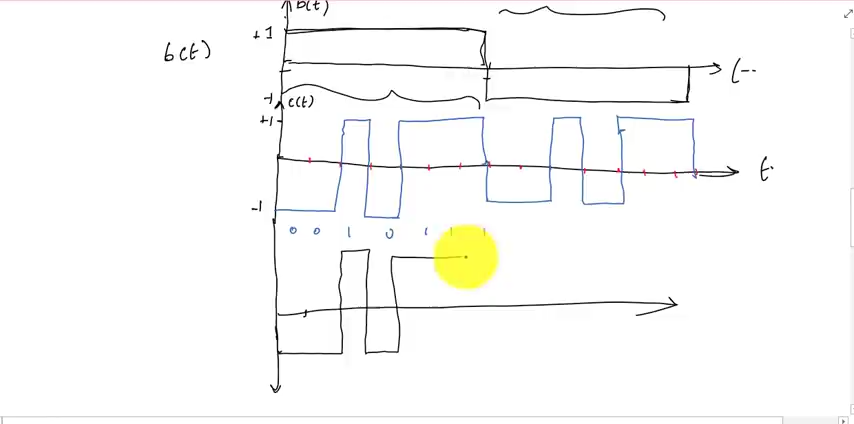 b(t)
+1
b(t)
-1
c(t)
+1
t
-1
0 0 1 0 1 1 1